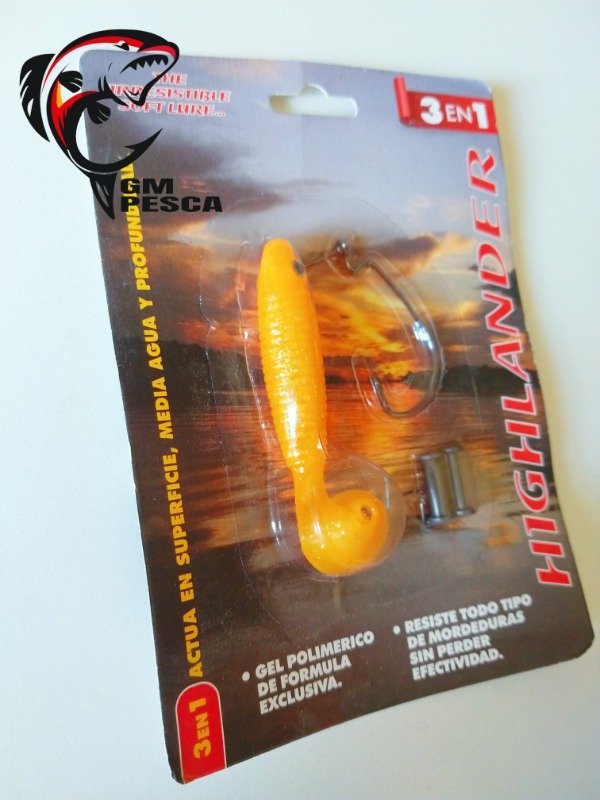 THE
IRRESISTIBLE
SOFT LURE...
GM
PESCA
3 EN 1
HIGHLANDER
3 EN 1 ACTUA EN SUPERFICIE, MEDIA AGUA Y
• GEL POLIMERICO
DE FORMULA
EXCLUSIVA.
• RESISTE TODO TIPO
DE MORDEDURAS
SIN PERDER
EFECTIVIDAD.